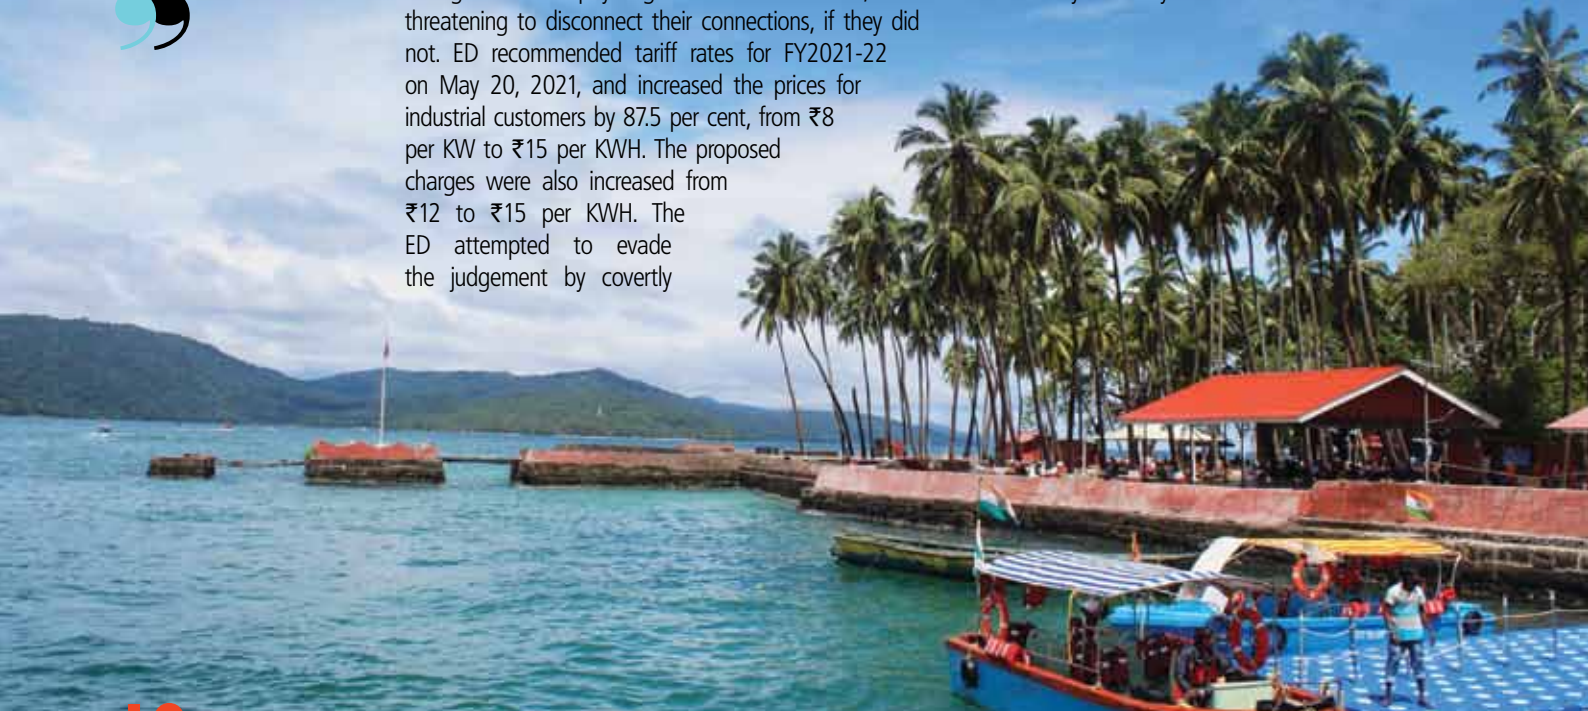 threatening to disconnect their connections, if they did
not. ED recommended tariff rates for FY2021-22
on May 20, 2021, and increased the prices for
industrial customers by 87.5 per cent, from ₹8
per KW to ₹15 per KWH. The proposed
charges were also increased from
₹12 to ₹15 per KWH. The
ED attempted to evade
the judgement by covertly